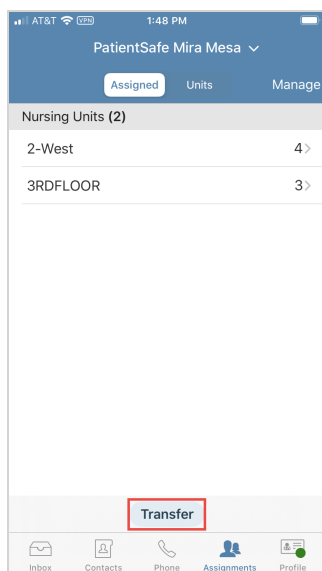 AT&T VPN 1:48 PM
PatientSafe Mira Mesa
Assigned Units Manage
Nursing Units (2)
2-West 4
3RDFLOOR 3
Transfer
Inbox Contacts Phone Assignments Profile